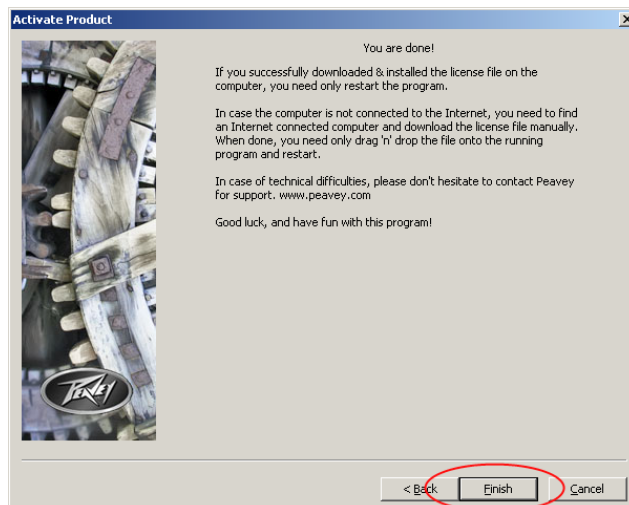 Activate Product
You are done!
If you successfully downloaded & installed the license file on the
computer, you need only restart the program.
In case the computer is not connected to the Internet, you need to find
an Internet connected computer and download the license file manually.
When done, you need only drag 'n' drop the file onto the running
program and restart.
In case of technical difficulties, please don't hesitate to contact Peavey
for support. www.peavey.com
Good luck, and have fun with this program!
PEAVEY
< Back Finish Cancel